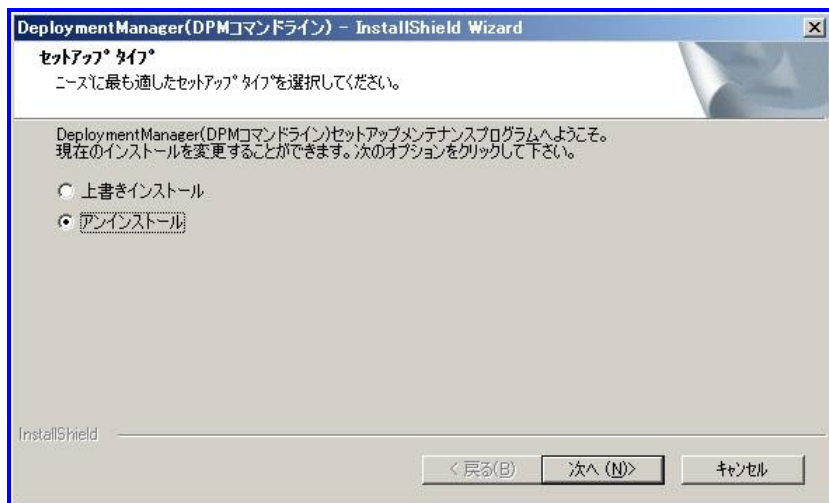 DeploymentManager(DPMコマンドライン) - InstallShield Wizard
セットアップ タイプ
ニーズに最も適したセットアップ タイプを選択してください。
DeploymentManager(DPMコマンドライン)セットアップメンテナンスプログラムへようこそ。
現在のインストールを変更することができます。次のオプションをクリックして下さい。
上書きインストール
アンインストール
InstallShield
< 戻る(B)
次へ (N)>
キャンセル